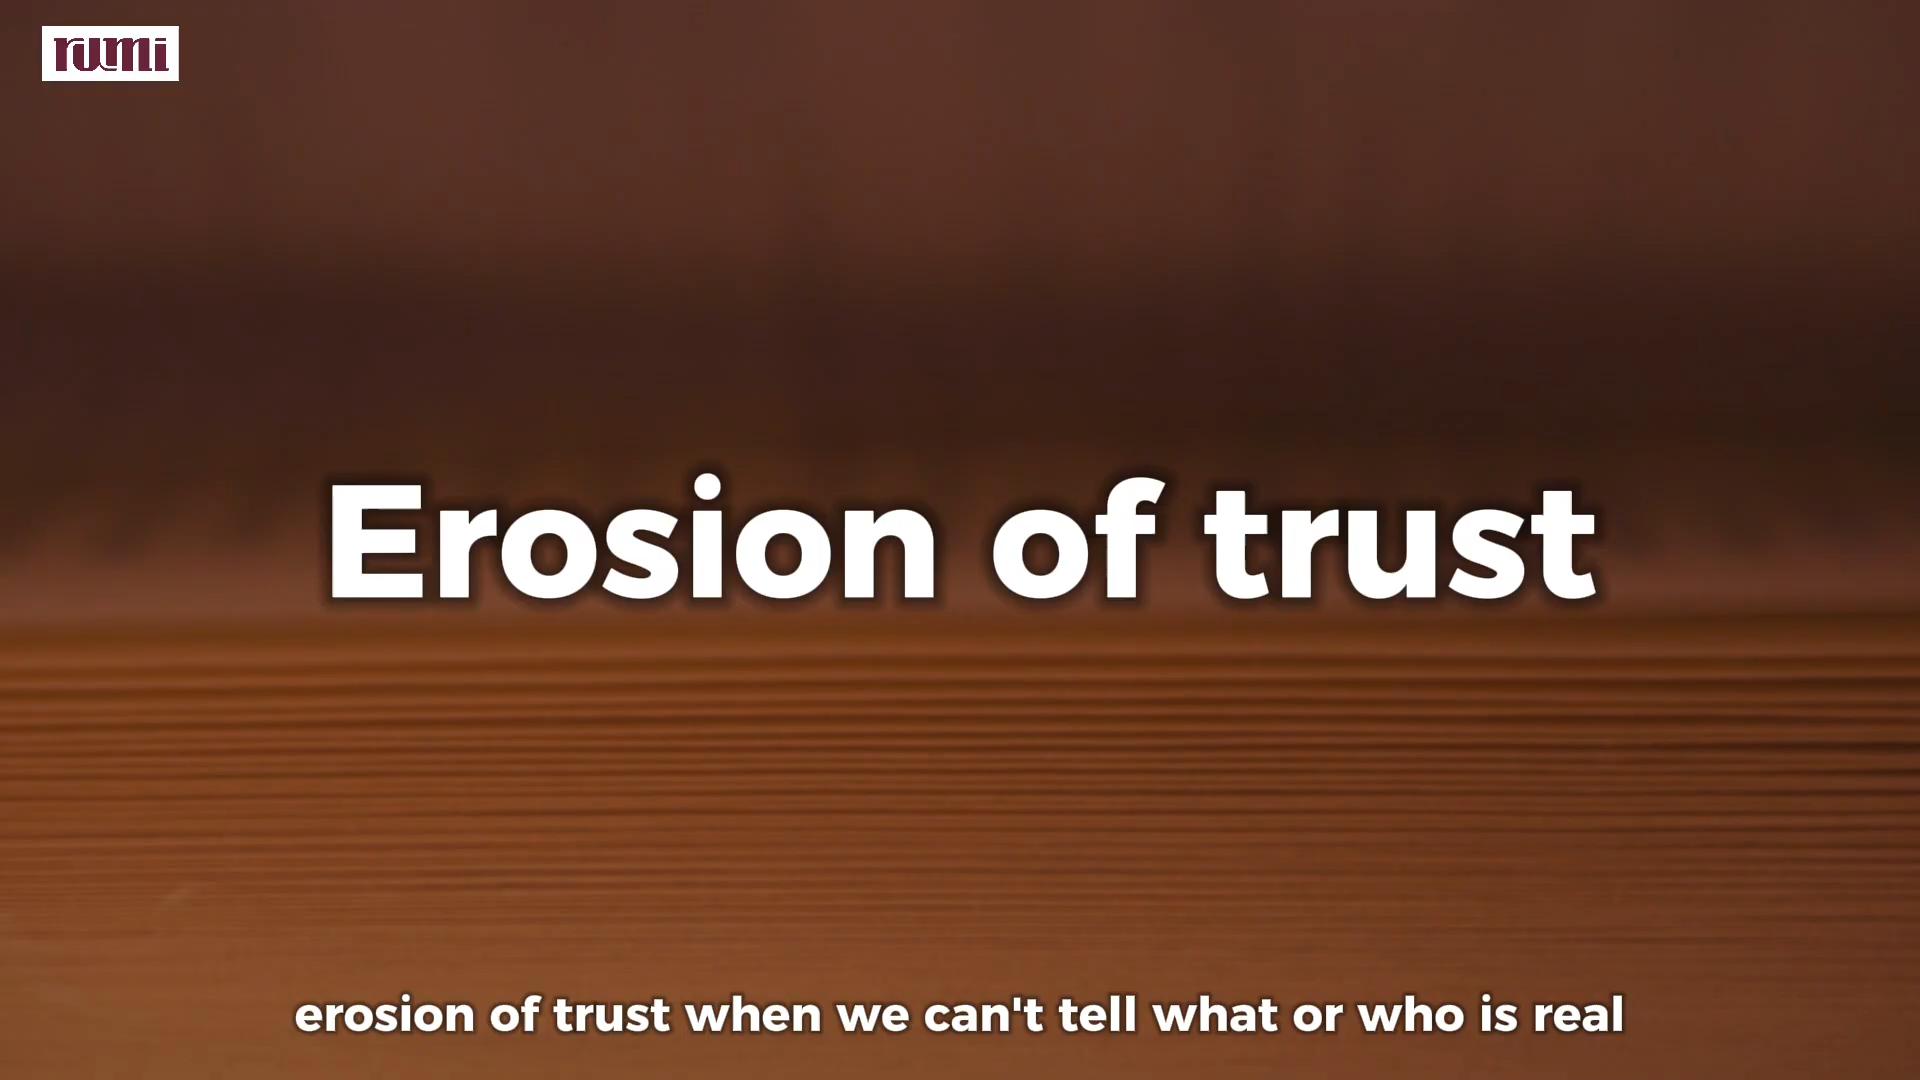 rumi
Erosion of trust
erosion of trust when we can't tell what or who is real